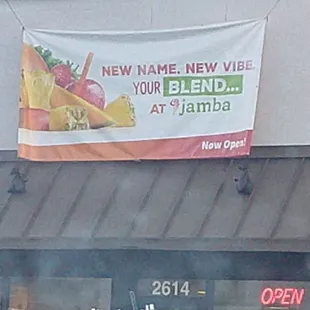 NEW NAME. NEW VIBE.
YOUR BLEND...
AT jamba
Now Open!
2614
OPEN